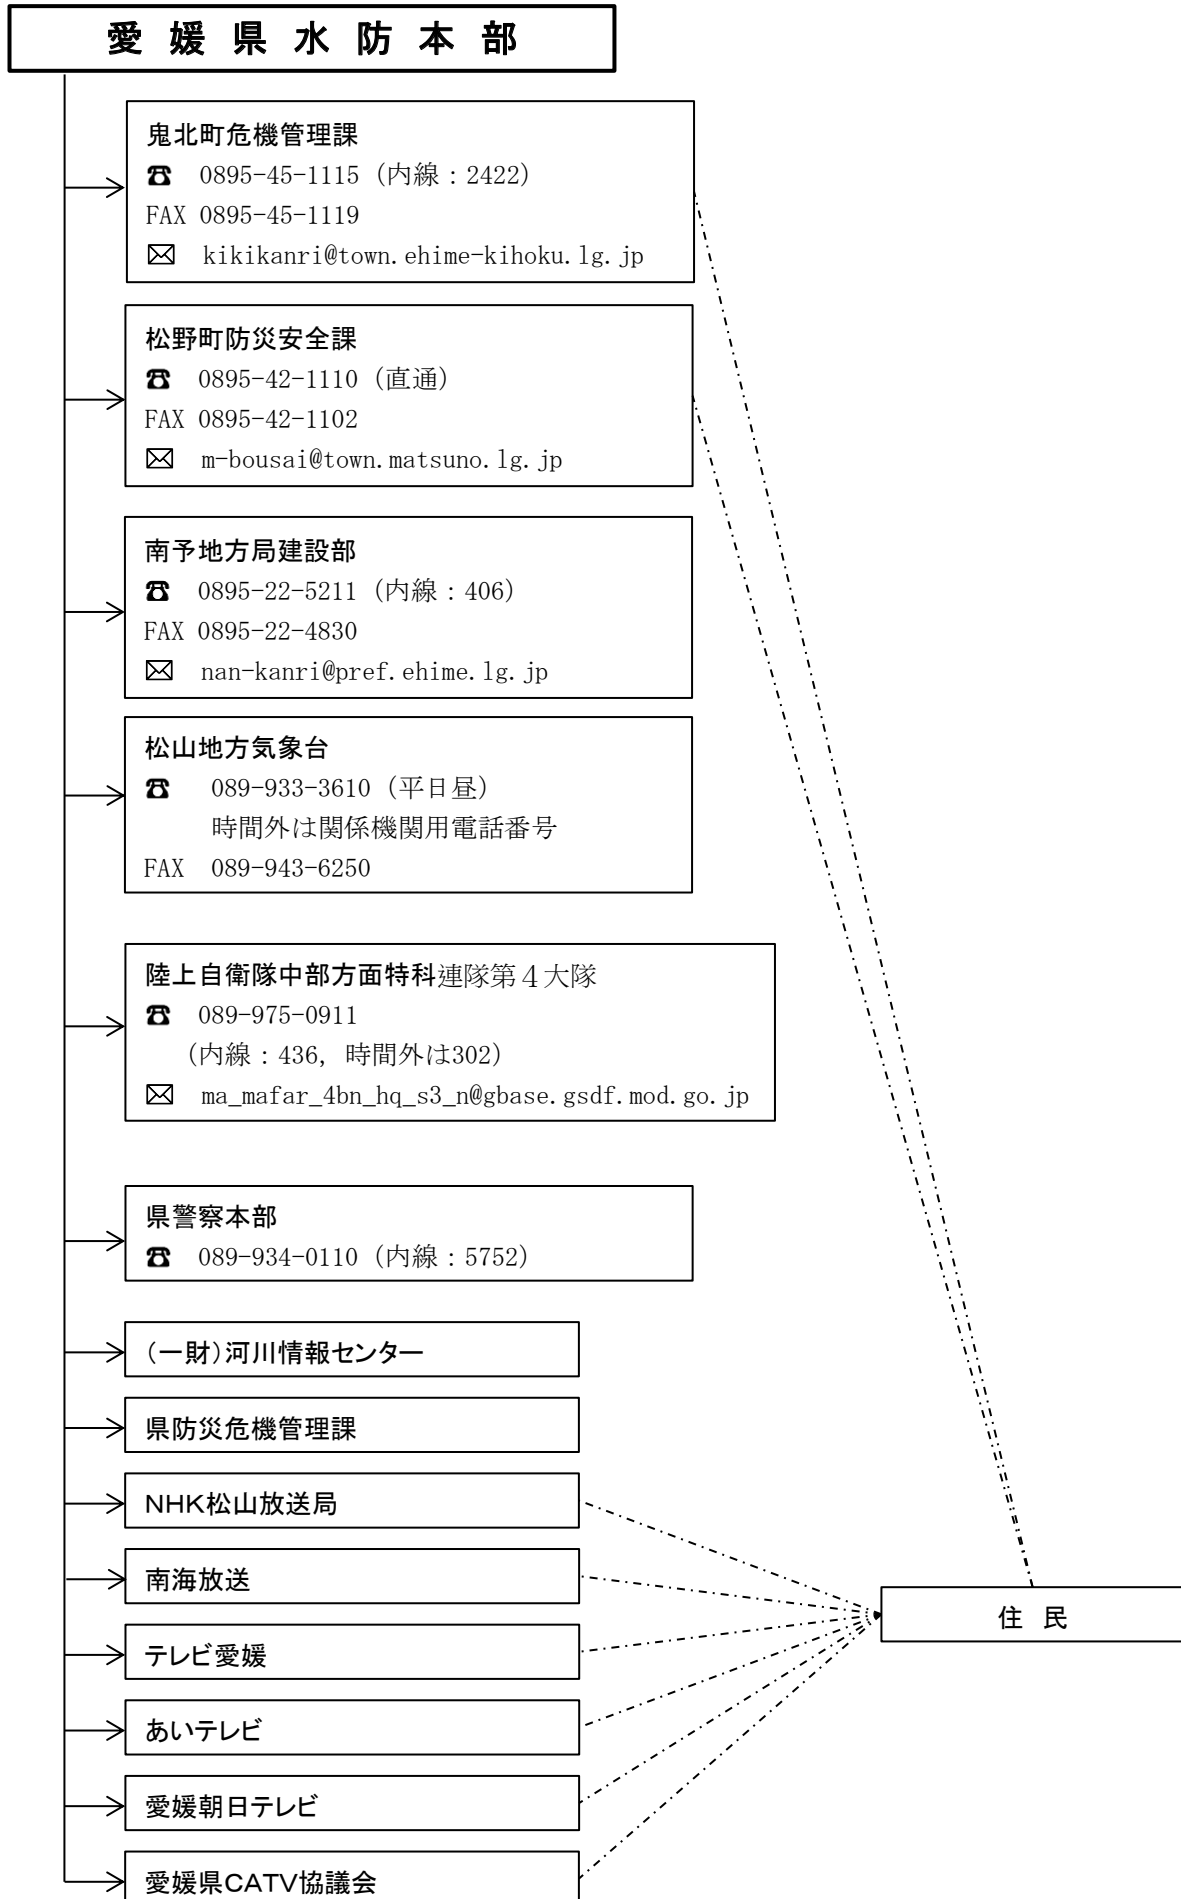 愛媛県水防本部
鬼北町危機管理課
☎ 0895-45-1115（内線：2422）
FAX 0895-45-1119
✉ kikikanri@town.ehime-kihoku.lg.jp
松野町防災安全課
☎ 0895-42-1110（直通）
FAX 0895-42-1102
✉ m-bousai@town.matsuno.lg.jp
南予地方局建設部
☎ 0895-22-5211（内線：406）
FAX 0895-22-4830
✉ nan-kanri@pref.ehime.lg.jp
松山地方気象台
☎ 089-933-3610（平日昼）
時間外は関係機関用電話番号
FAX 089-943-6250
陸上自衛隊中部方面特科連隊第４大隊
☎ 089-975-0911
（内線：436，時間外は302）
✉ ma_mafar_4bn_hq_s3_n@gbase.gsdf.mod.go.jp
県警察本部
☎ 089-934-0110（内線：5752）
（一財）河川情報センター
県防災危機管理課
NHK松山放送局
南海放送
住民
テレビ愛媛
あいテレビ
愛媛朝日テレビ
愛媛県CATV協議会